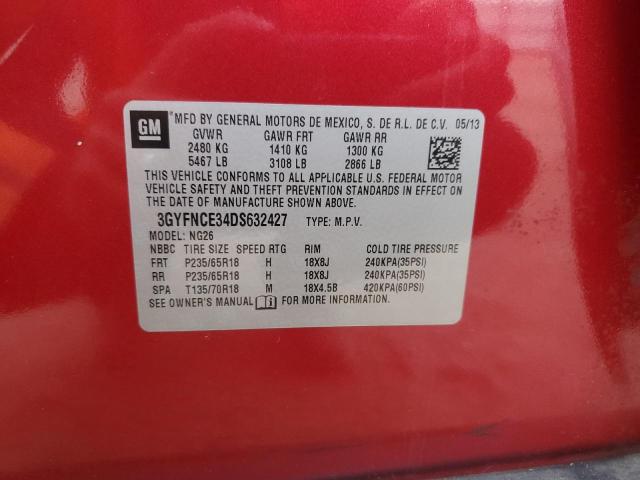 GM MFD BY GENERAL MOTORS DE MEXICO, S. DE R.L. DE C.V. 05/13
GVWR GAWR FRT GAWR RR
2480 KG 1410 KG 1300 KG
5467 LB 3108 LB 2866 LB
THIS VEHICLE CONFORMS TO ALL APPLICABLE U.S. FEDERAL MOTOR
VEHICLE SAFETY AND THEFT PREVENTION STANDARDS IN EFFECT ON
THE DATE OF MANUFACTURE SHOWN ABOVE.
3GYFNCE34DS632427 TYPE: M.P.V.
MODEL: NG26
NBBC TIRE SIZE SPEED RTG RIM COLD TIRE PRESSURE
FRT P235/65R18 H 18X8J 240KPA(35PSI)
RR P235/65R18 H 18X8J 240KPA(35PSI)
SPA T135/70R18 M 18X4.5B 420KPA(60PSI)
SEE OWNER'S MANUAL FOR MORE INFORMATION